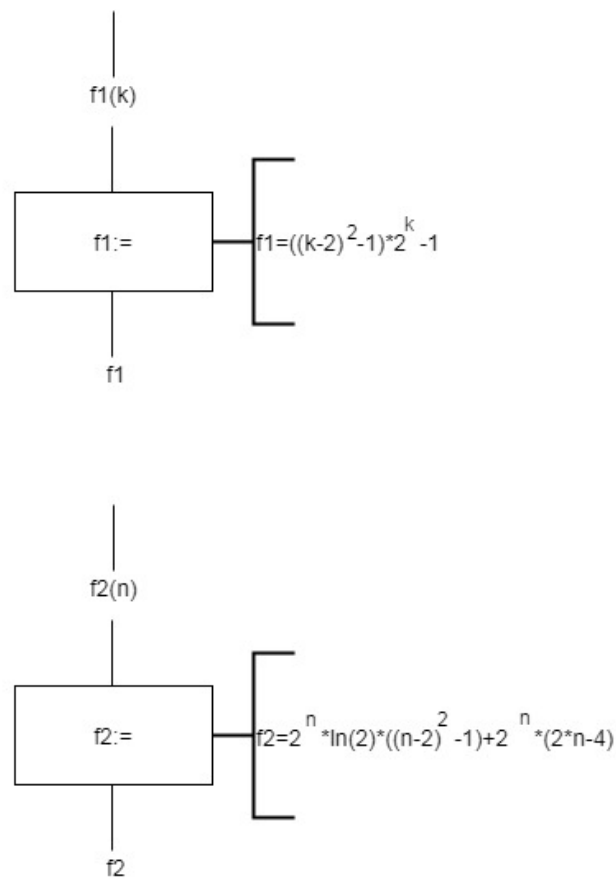 f1(k)
f1:=
f1=((k-2)²-1)*2ᵏ-1
f1
f2(n)
f2:=
f2=2ⁿ*ln(2)*((n-2)²-1)+2ⁿ*(2*n-4)
f2